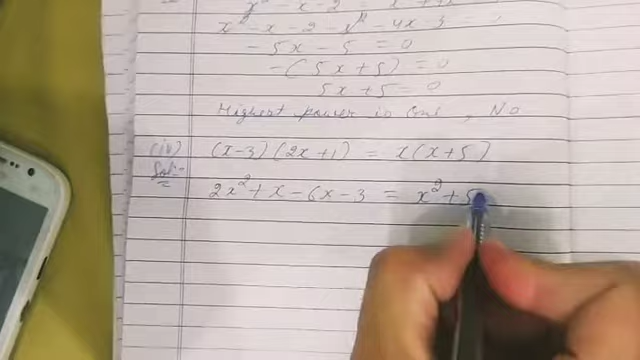 x² - x - 2 - x² - 4x - 3 =
- 5x - 5 = 0
- (5x + 5) = 0
5x + 5 = 0
Highest power is one, No
(iv) (x-3) (2x+1) = x(x+5)
Sol:-
2x² + x - 6x - 3 = x² + 5